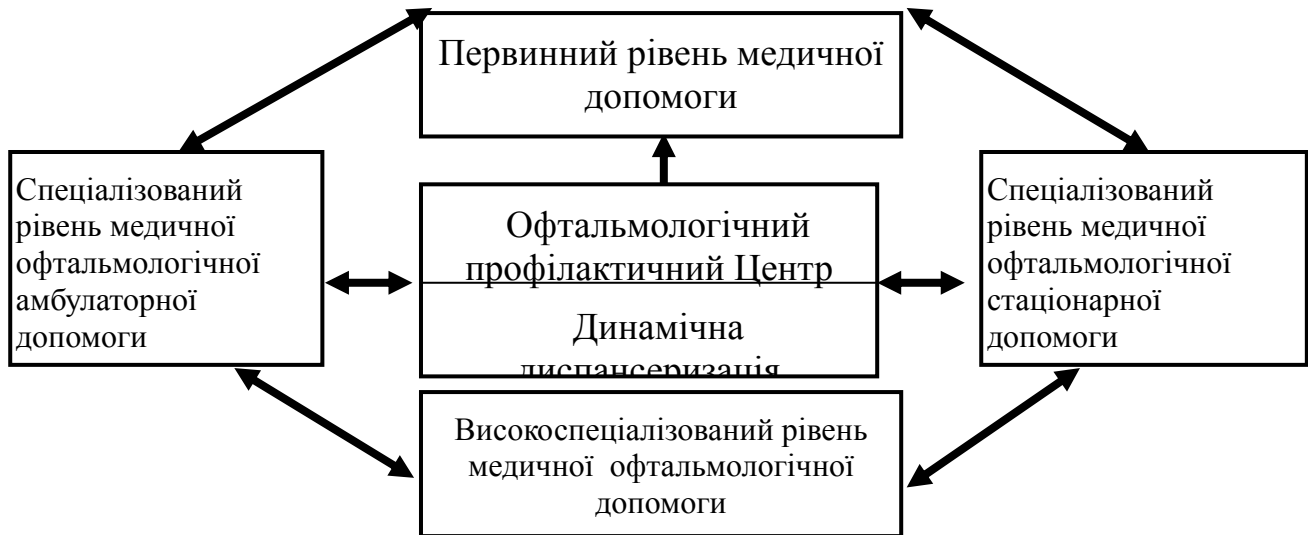 Первинний рівень медичної
допомоги
Спеціалізований
рівень медичної
офтальмологічної
амбулаторної
допомоги
Офтальмологічний
профілактичний Центр
Динамічна
диспансеризація
Спеціалізований
рівень медичної
офтальмологічної
стаціонарної
допомоги
Високоспеціалізований рівень
медичної офтальмологічної
допомоги